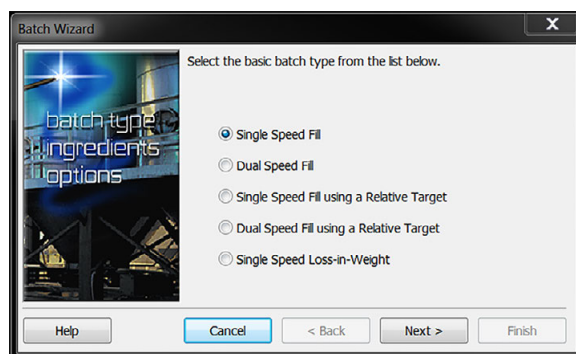 Batch Wizard
X
Select the basic batch type from the list below.
batch type
ingredients
options
Single Speed Fill
Dual Speed Fill
Single Speed Fill using a Relative Target
Dual Speed Fill using a Relative Target
Single Speed Loss-in-Weight
Help
Cancel
< Back
Next >
Finish